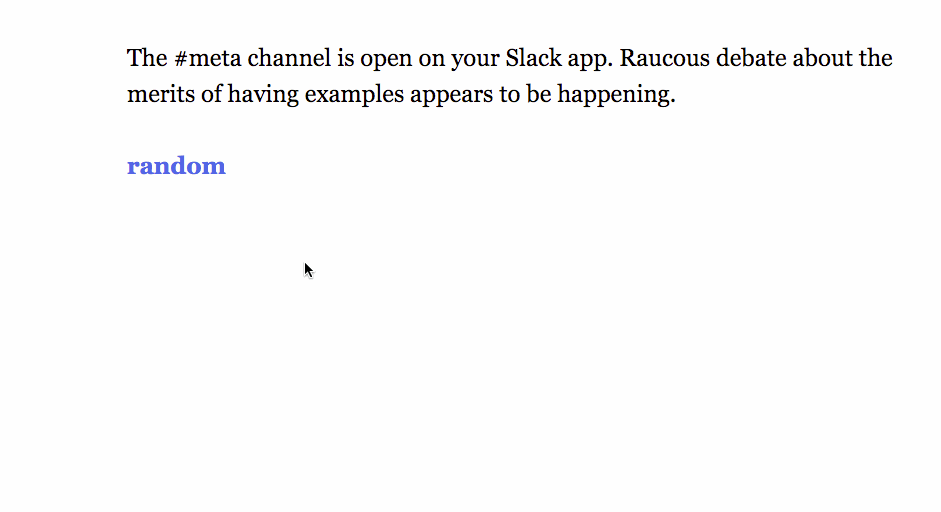 The #meta channel is open on your Slack app. Raucous debate about the
merits of having examples appears to be happening.
random